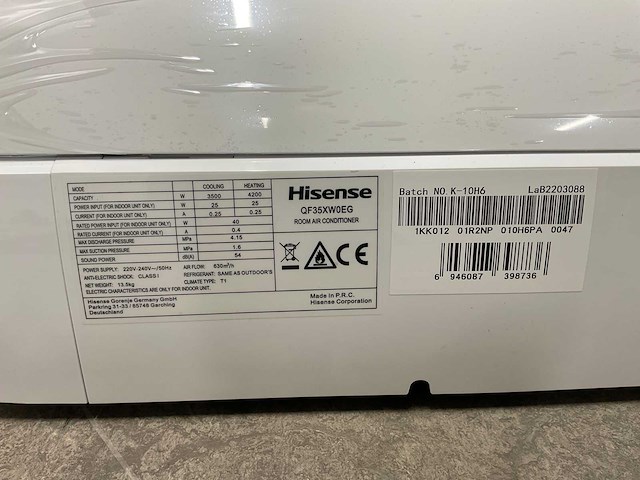 MODE COOLING HEATING
CAPACITY W 3500 4200
POWER INPUT (FOR INDOOR UNIT ONLY) W 25 25
CURRENT (FOR INDOOR UNIT ONLY) A 0.25 0.25
RATED POWER INPUT (FOR INDOOR UNIT ONLY) W 40
RATED CURRENT (FOR INDOOR UNIT ONLY) A 0.4
MAX DISCHARGE PRESSURE MPa 4.15
MAX SUCTION PRESSURE MPa 1.6
SOUND POWER dB(A) 54
POWER SUPPLY: 220V-240V~/50Hz AIR FLOW: 630m³/h
ANTI-ELECTRIC SHOCK: CLASS I REFRIGERANT: SAME AS OUTDOOR'S
NET WEIGHT: 13.5kg CLIMATE TYPE: T1
ELECTRIC CHARACTERISTICS ARE ONLY FOR INDOOR UNIT.
Hisense Gorenje Germany GmbH
Parkring 31-33 / 85748 Garching
Deutschland
Hisense
QF35XW0EG
ROOM AIR CONDITIONER
CE
Made In P.R.C.
Hisense Corporation
Batch NO.K-10H6 LaB2203088
1KK012 01R2NP 010H6PA 0047
6 946087 398736